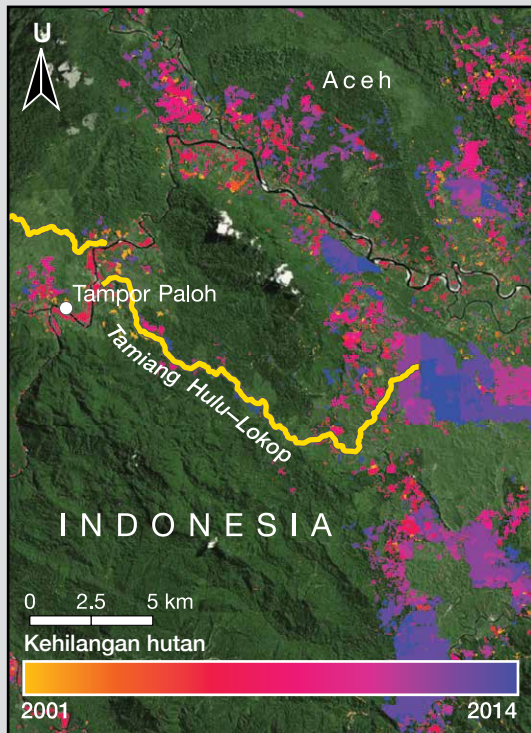 U
Aceh
Tampor Paloh
Tamiang Hulu–Lokop
INDONESIA
0 2.5 5 km
Kehilangan hutan
2001 2014